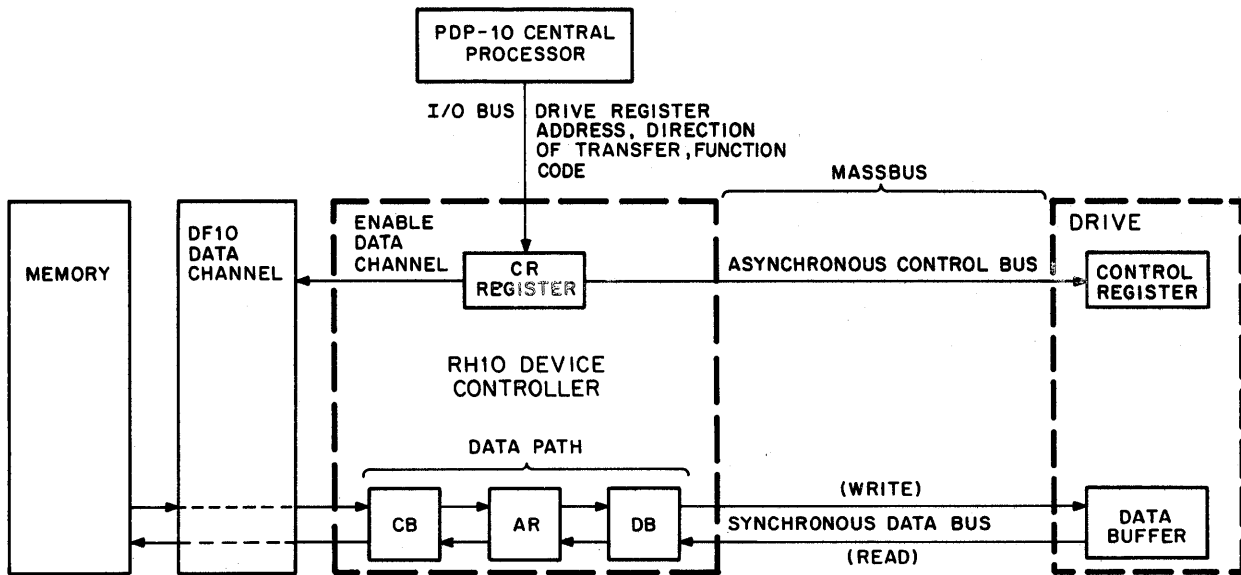 PDP-10 CENTRAL
PROCESSOR
I/O BUS
DRIVE REGISTER
ADDRESS, DIRECTION
OF TRANSFER, FUNCTION
CODE
MASSBUS
MEMORY
DF10
DATA
CHANNEL
ENABLE
DATA
CHANNEL
CR
REGISTER
ASYNCHRONOUS CONTROL BUS
DRIVE
CONTROL
REGISTER
RH10 DEVICE
CONTROLLER
DATA PATH
CB
AR
DB
(WRITE)
SYNCHRONOUS DATA BUS
(READ)
DATA
BUFFER